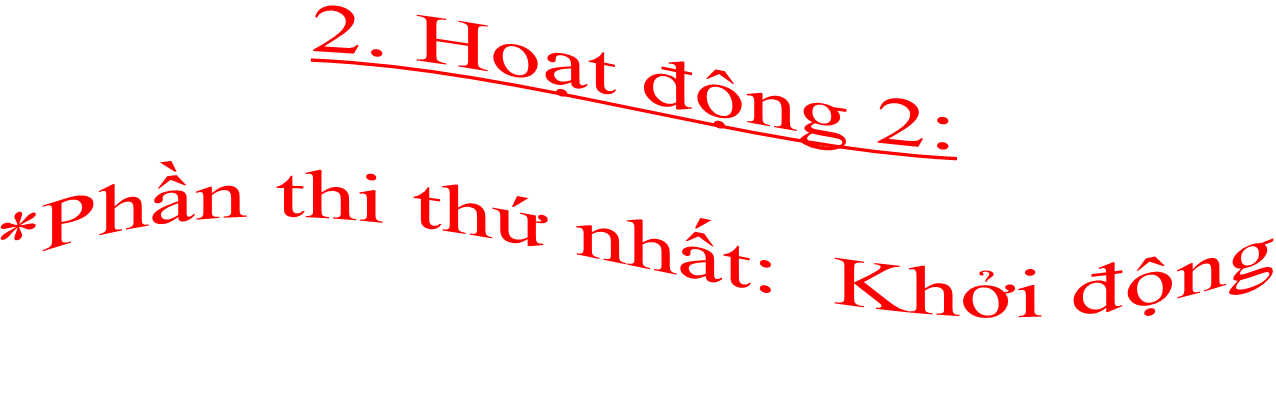 2. Hoạt động 2:
*Phần thi thứ nhất:  Khởi động